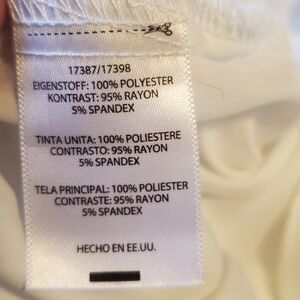 17387/17398
EIGENSTOFF: 100% POLYESTER
KONTRAST: 95% RAYON
5% SPANDEX
TINTA UNITA: 100% POLIESTERE
CONTRASTO: 95% RAYON
5% SPANDEX
TELA PRINCIPAL: 100% POLIESTER
CONTRASTE: 95% RAYON
5% SPANDEX
HECHO EN EE.UU.